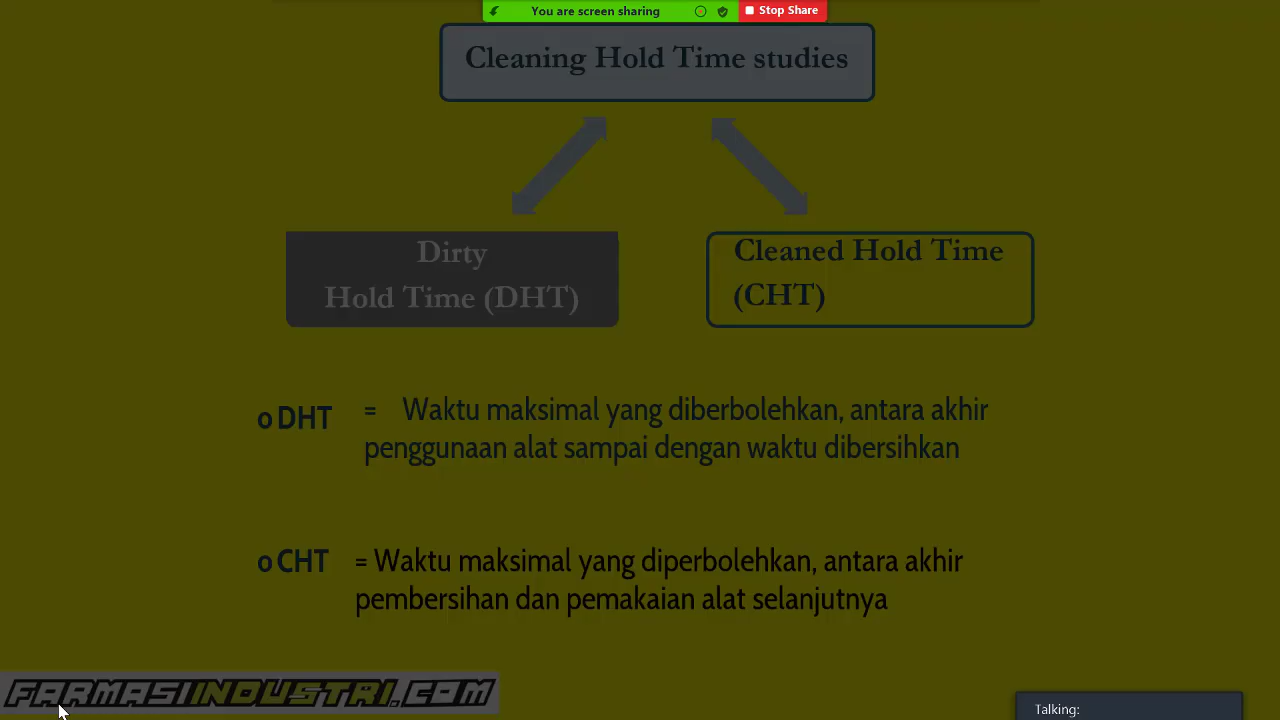 You are screen sharing
Stop Share
Cleaning Hold Time studies
Dirty
Hold Time (DHT)
Cleaned Hold Time
(CHT)
o DHT = Waktu maksimal yang diberbolehkan, antara akhir
penggunaan alat sampai dengan waktu dibersihkan
o CHT = Waktu maksimal yang diperbolehkan, antara akhir
pembersihan dan pemakaian alat selanjutnya
FARMASIINDUSTRI.COM
Talking: